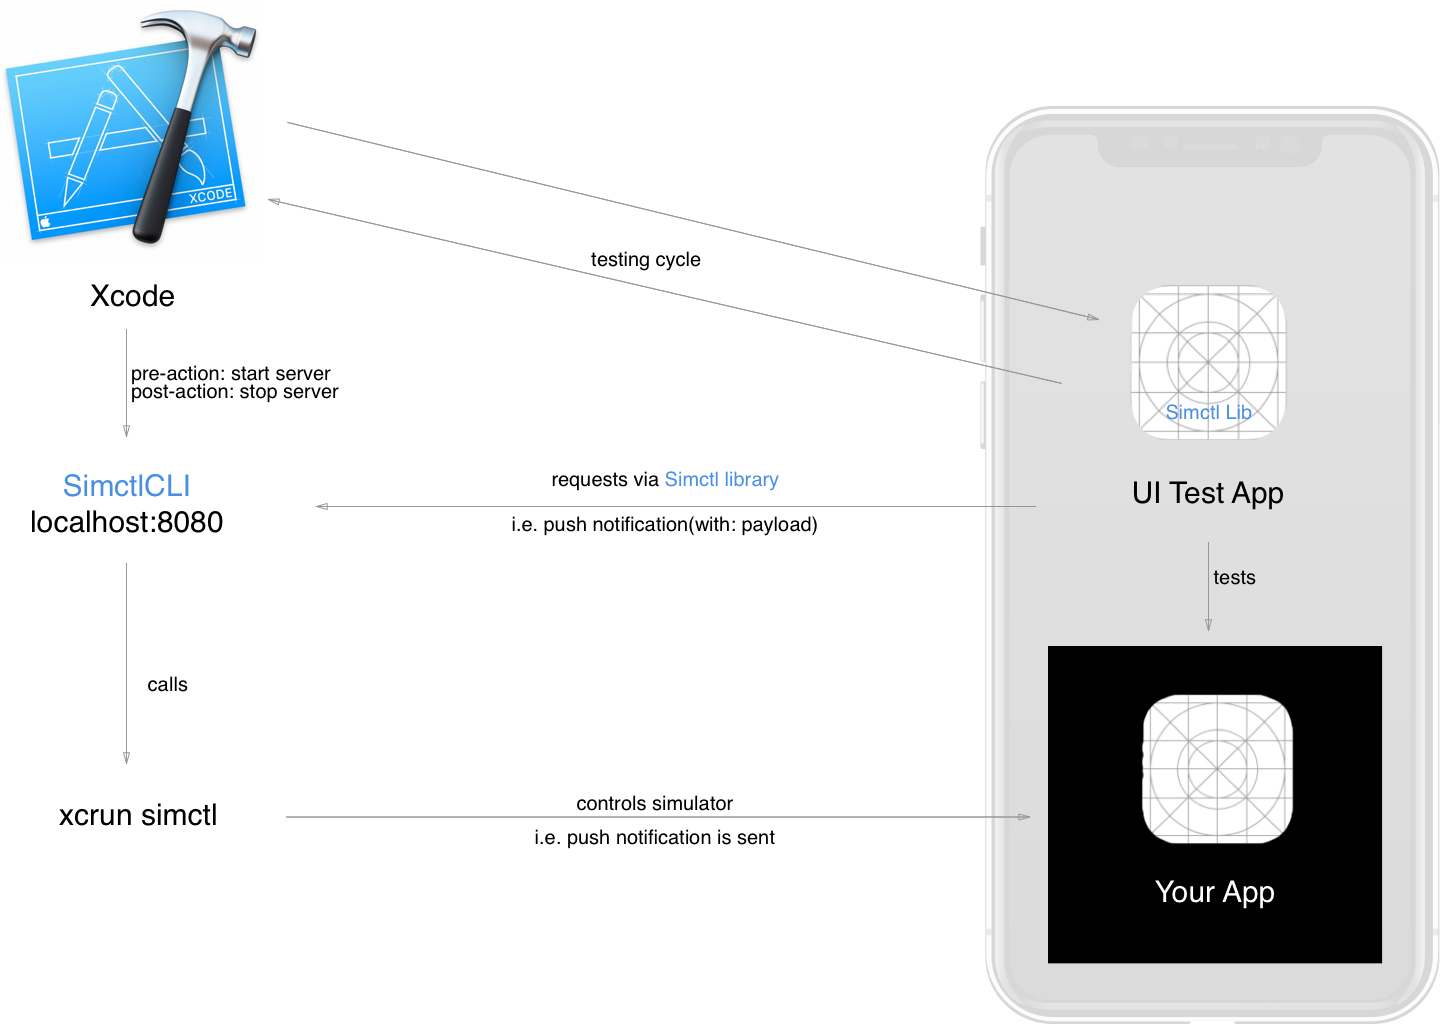 XCODE
Xcode
testing cycle
pre-action: start server
post-action: stop server
Simctl Lib
SimctlCLI
localhost:8080
requests via Simctl library
i.e. push notification(with: payload)
UI Test App
tests
calls
xcrun simctl
controls simulator
i.e. push notification is sent
Your App